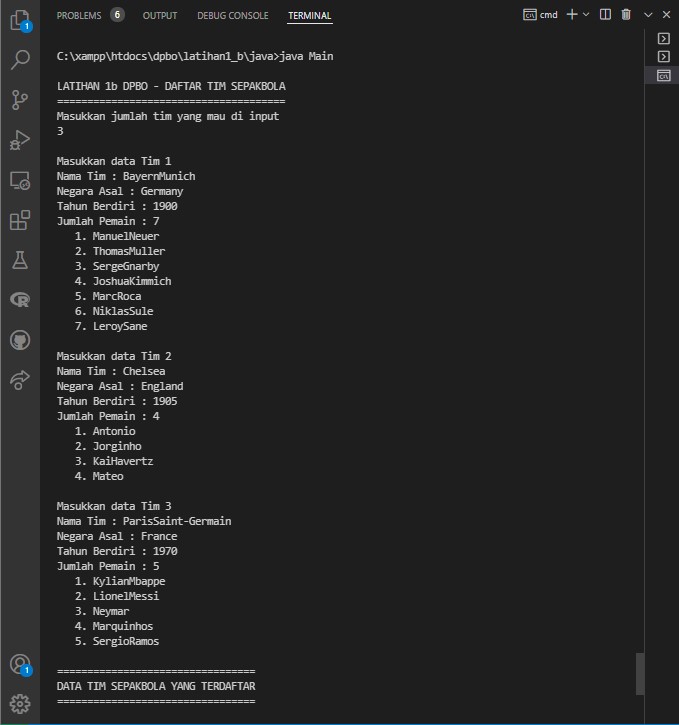 PROBLEMS 6 OUTPUT DEBUG CONSOLE TERMINAL cmd
1
C:\xampp\htdocs\dpbo\latihan1_b\java>java Main
LATIHAN 1b DPBO - DAFTAR TIM SEPAKBOLA
======================================
Masukkan jumlah tim yang mau di input
3
Masukkan data Tim 1
Nama Tim : BayernMunich
Negara Asal : Germany
Tahun Berdiri : 1900
Jumlah Pemain : 7
1. ManuelNeuer
2. ThomasMuller
3. SergeGnarby
4. JoshuaKimmich
5. MarcRoca
6. NiklasSule
7. LeroySane
Masukkan data Tim 2
Nama Tim : Chelsea
Negara Asal : England
Tahun Berdiri : 1905
Jumlah Pemain : 4
1. Antonio
2. Jorginho
3. KaiHavertz
4. Mateo
Masukkan data Tim 3
Nama Tim : ParisSaint-Germain
Negara Asal : France
Tahun Berdiri : 1970
Jumlah Pemain : 5
1. KylianMbappe
2. LionelMessi
3. Neymar
4. Marquinhos
5. SergioRamos
=================================
DATA TIM SEPAKBOLA YANG TERDAFTAR
=================================
1